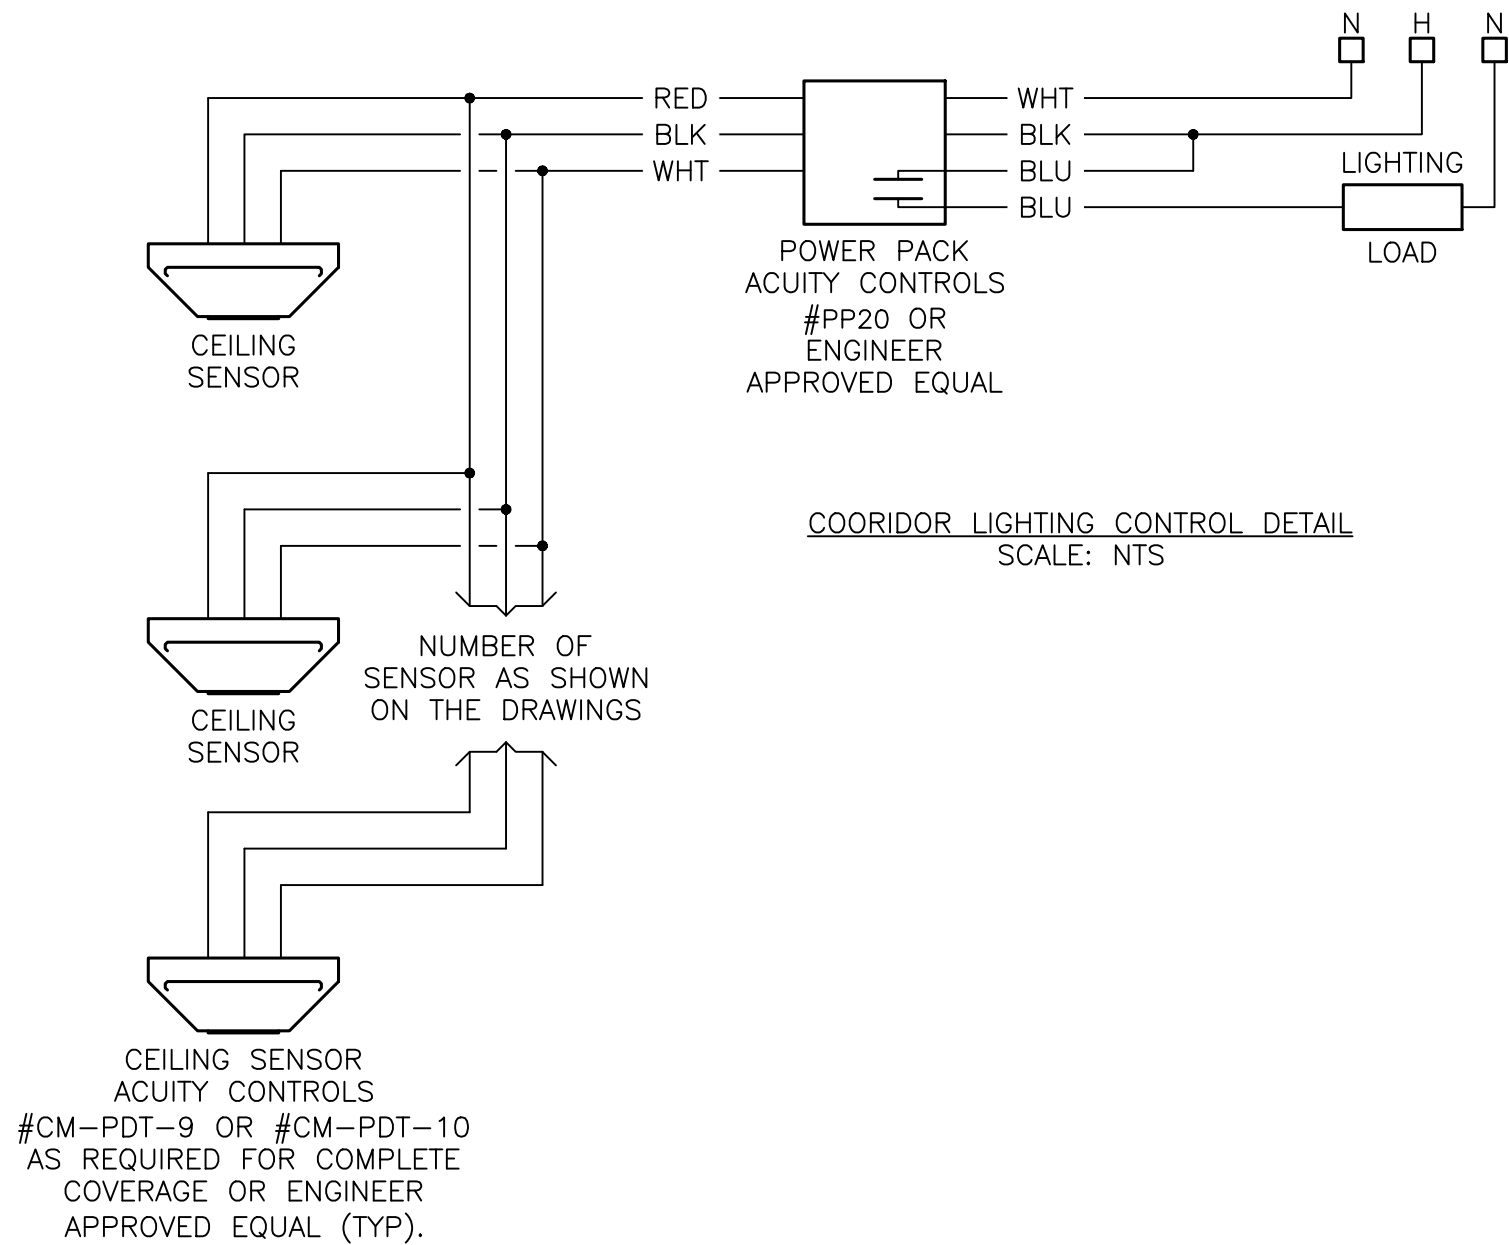 N H N
RED
BLK
WHT
WHT
BLK
BLU
BLU
LIGHTING
LOAD
POWER PACK
ACUITY CONTROLS
#PP20 OR
ENGINEER
APPROVED EQUAL
CEILING
SENSOR
COORIDOR LIGHTING CONTROL DETAIL
SCALE: NTS
NUMBER OF
SENSOR AS SHOWN
ON THE DRAWINGS
CEILING
SENSOR
CEILING SENSOR
ACUITY CONTROLS
#CM-PDT-9 OR #CM-PDT-10
AS REQUIRED FOR COMPLETE
COVERAGE OR ENGINEER
APPROVED EQUAL (TYP).